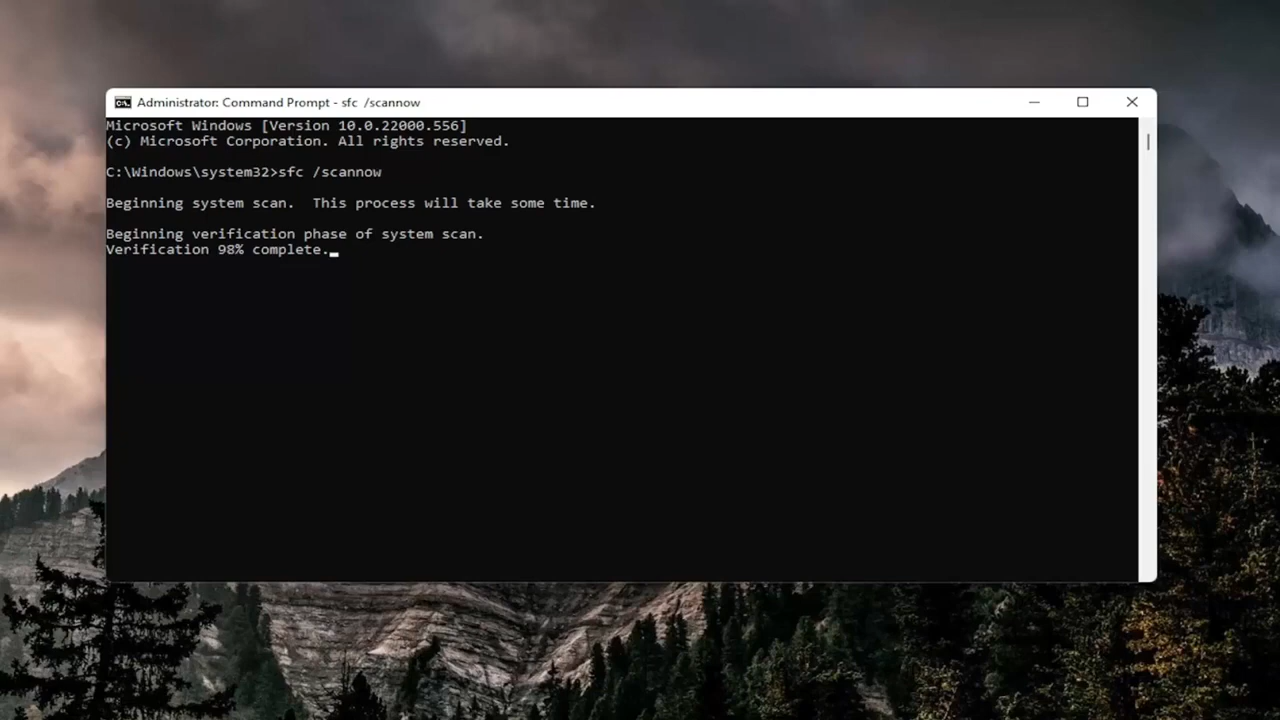 Administrator: Command Prompt - sfc  /scannow
Microsoft Windows [Version 10.0.22000.556]
(c) Microsoft Corporation. All rights reserved.
C:\Windows\system32>sfc /scannow
Beginning system scan.  This process will take some time.
Beginning verification phase of system scan.
Verification 98% complete.